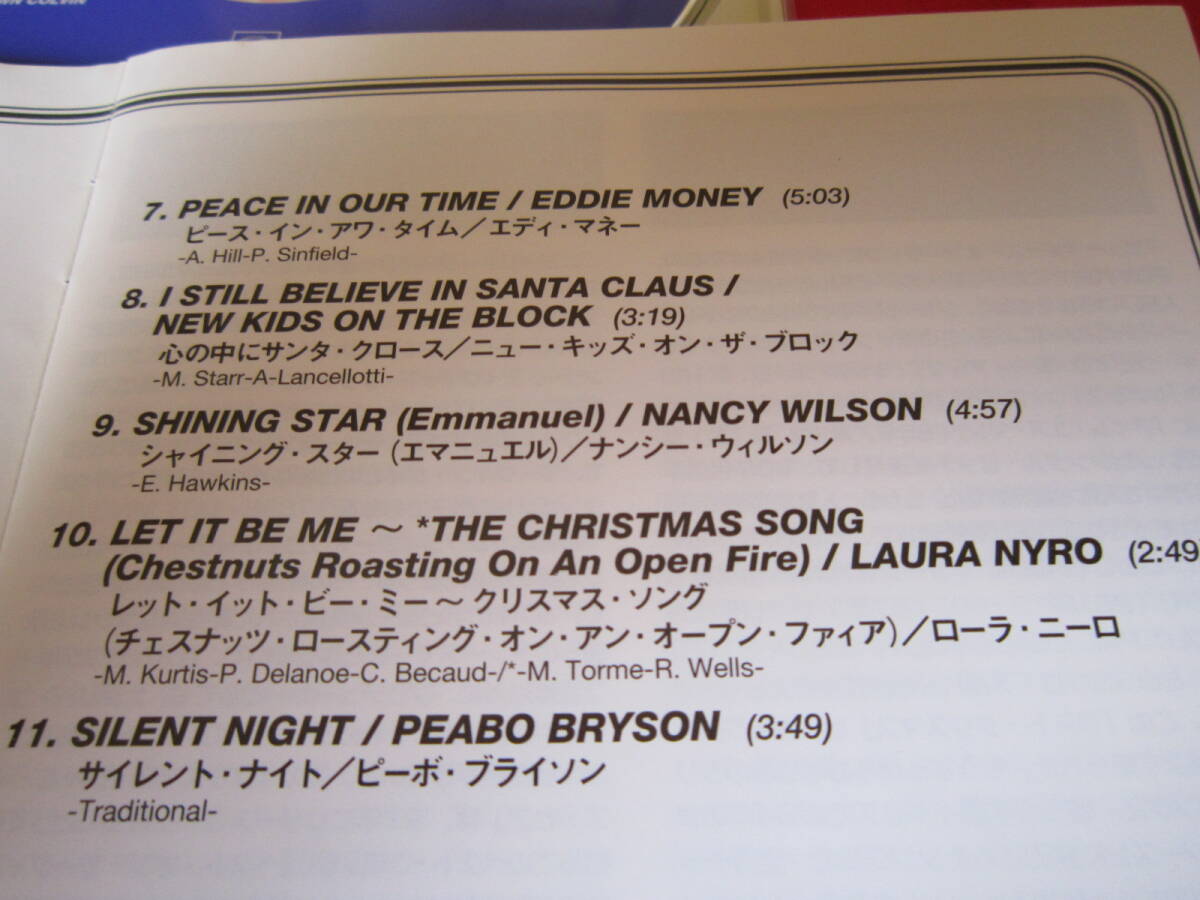 COLVIN
7. PEACE IN OUR TIME / EDDIE MONEY (5:03)
ピース・イン・アワ・タイム／エディ・マネー
-A. Hill-P. Sinfield-
8. I STILL BELIEVE IN SANTA CLAUS /
NEW KIDS ON THE BLOCK (3:19)
心の中にサンタ・クロース／ニュー・キッズ・オン・ザ・ブロック
-M. Starr-A-Lancellotti-
9. SHINING STAR (Emmanuel) / NANCY WILSON (4:57)
シャイニング・スター (エマニュエル)／ナンシー・ウィルソン
-E. Hawkins-
10. LET IT BE ME ～ *THE CHRISTMAS SONG
(Chestnuts Roasting On An Open Fire) / LAURA NYRO (2:49
レット・イット・ビー・ミー～ クリスマス・ソング
(チェスナッツ・ロースティング・オン・アン・オープン・ファイア)／ローラ・ニーロ
-M. Kurtis-P. Delanoe-C. Becaud-/*-M. Torme-R. Wells-
11. SILENT NIGHT / PEABO BRYSON (3:49)
サイレント・ナイト／ピーボ・ブライソン
-Traditional-